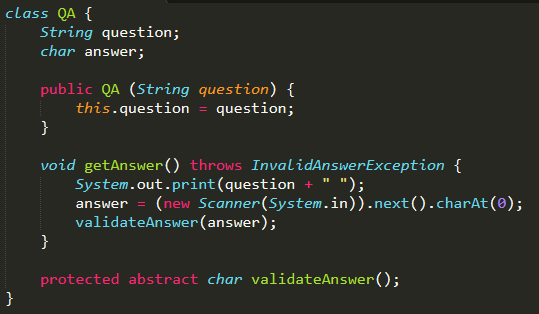 class QA {
    String question;
    char answer;

    public QA (String question) {
        this.question = question;
    }

    void getAnswer() throws InvalidAnswerException {
        System.out.print(question + " ");
        answer = (new Scanner(System.in)).next().charAt(0);
        validateAnswer(answer);
    }

    protected abstract char validateAnswer();
}